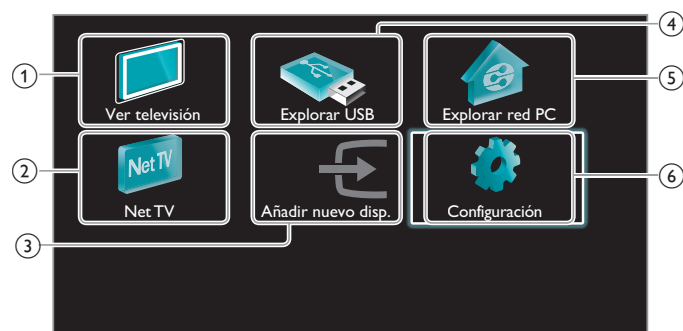 4
1
5
Ver televisión
Explorar USB
Explorar red PC
Net TV
2
6
Net TV
Añadir nuevo disp.
Configuración
3